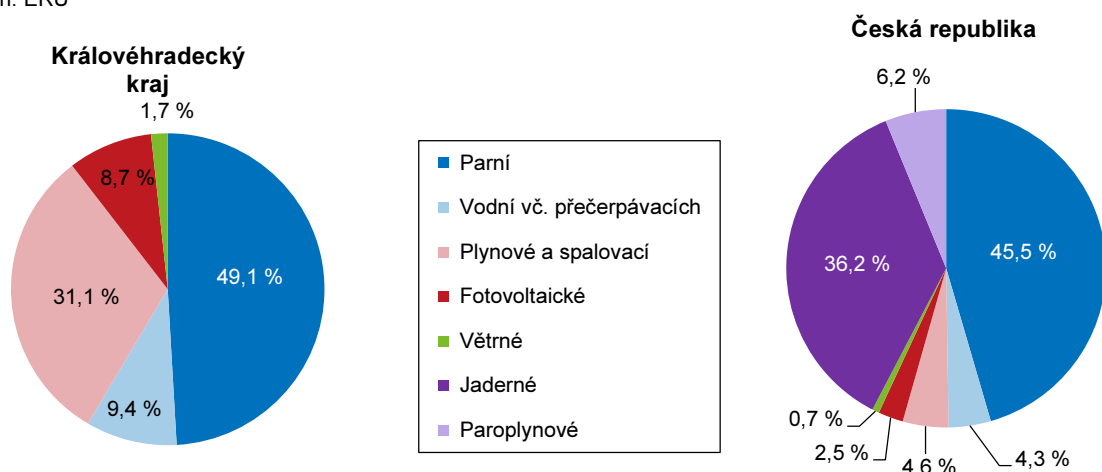 Královéhradecký
kraj
1,7 %
8,7 %
31,1 %
49,1 %
9,4 %
Parní
Vodní vč. přečerpávacích
Plynové a spalovací
Fotovoltaické
Větrné
Jaderné
Paroplynové
Česká republika
6,2 %
36,2 %
45,5 %
0,7 %
2,5 %
4,6 %
4,3 %